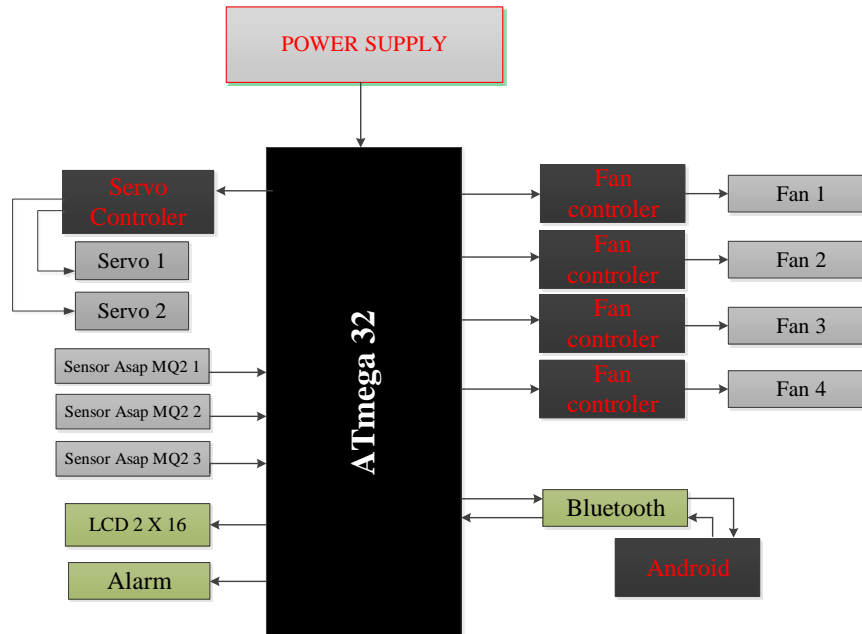 POWER SUPPLY
Servo
Controler
Servo 1
Servo 2
Sensor Asap MQ2 1
Sensor Asap MQ2 2
Sensor Asap MQ2 3
LCD 2 X 16
Alarm
ATmega 32
Fan
controler
Fan 1
Fan
controler
Fan 2
Fan
controler
Fan 3
Fan
controler
Fan 4
Bluetooth
Android